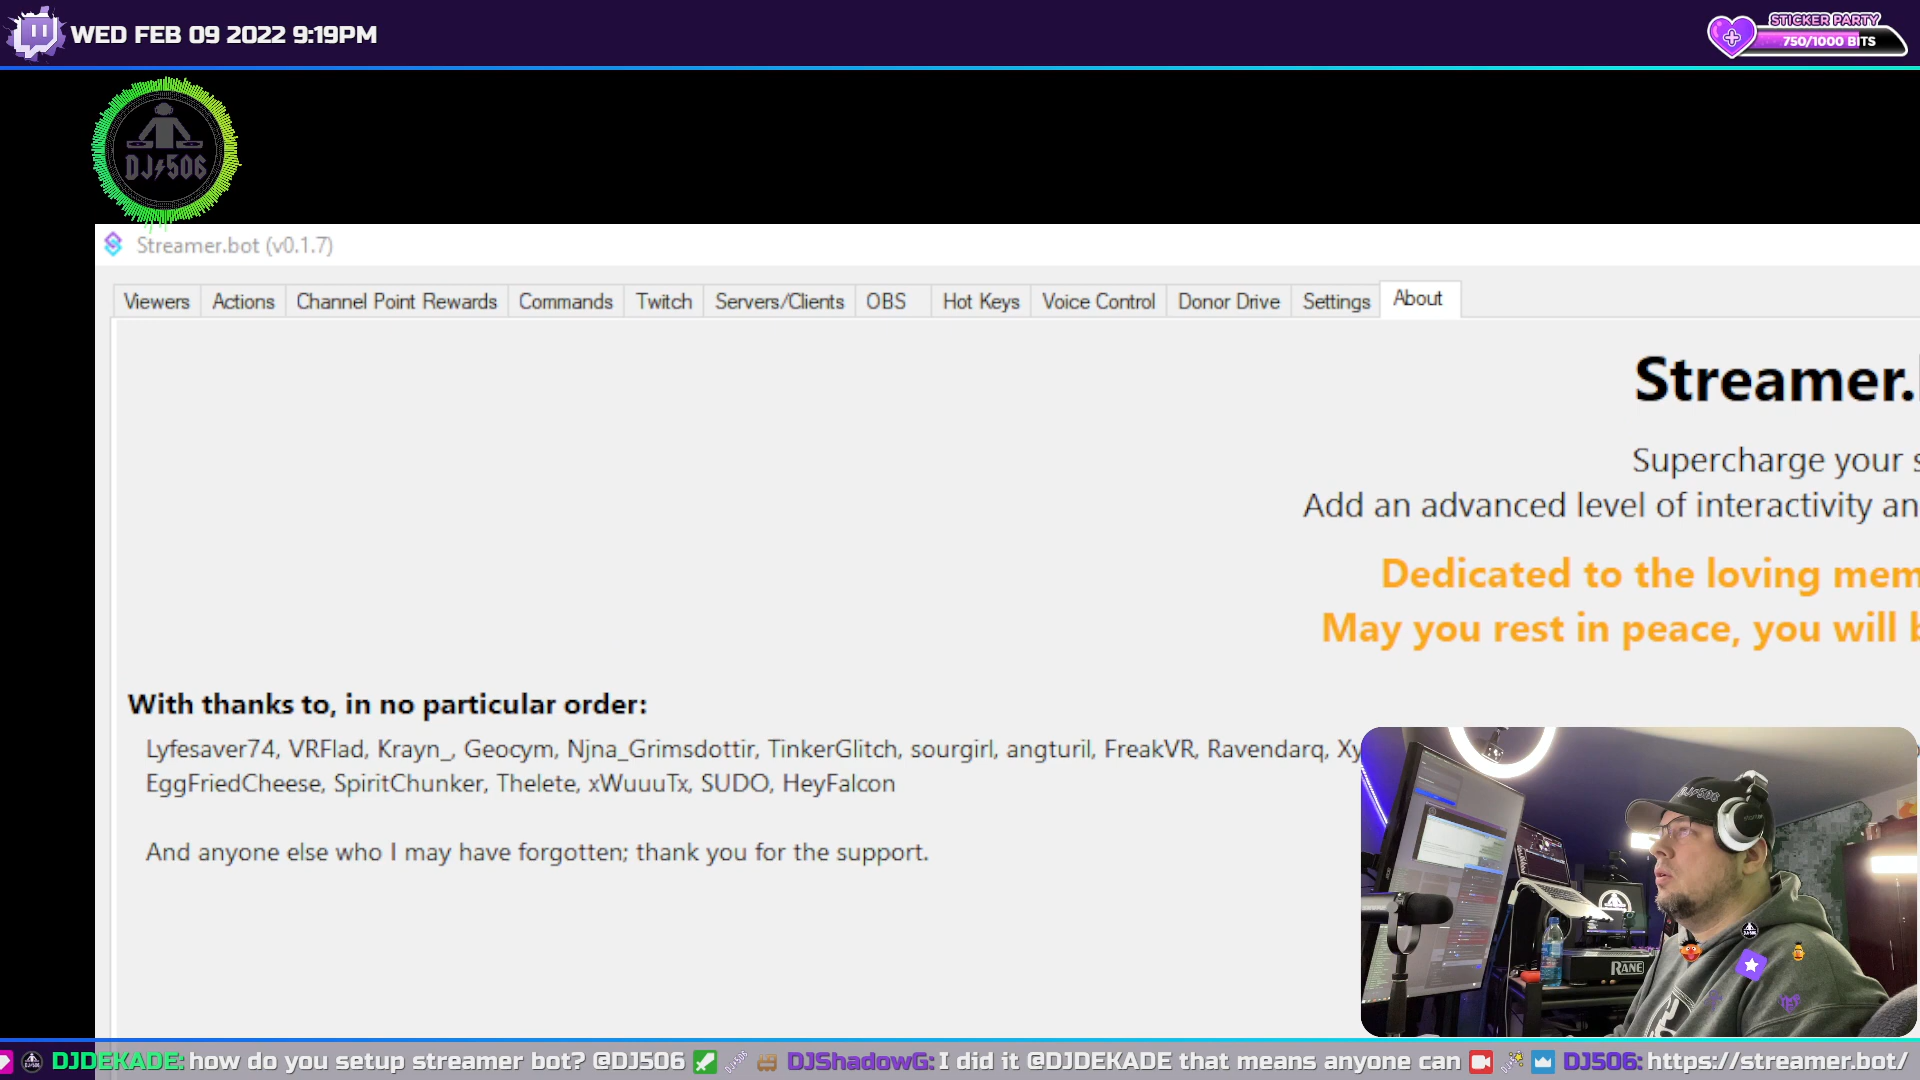 WED FEB 09 2022 9:19PM
STICKER PARTY
750/1000 BITS
DJ 506
Streamer.bot (v0.1.7)
Viewers Actions Channel Point Rewards Commands Twitch Servers/Clients OBS Hot Keys Voice Control Donor Drive Settings About
Streamer.
Supercharge your s
Add an advanced level of interactivity an
Dedicated to the loving mem
May you rest in peace, you will b
With thanks to, in no particular order:
Lyfesaver74, VRFlad, Krayn_, Geocym, Njna_Grimsdottir, TinkerGlitch, sourgirl, angturil, FreakVR, Ravendarq, Xy
EggFriedCheese, SpiritChunker, Thelete, xWuuuTx, SUDO, HeyFalcon
And anyone else who I may have forgotten; thank you for the support.
DJ 506
RANE
DJDEKADE: how do you setup streamer bot? @DJ506 DJShadowG: I did it @DJDEKADE that means anyone can DJ506: https://streamer.bot/